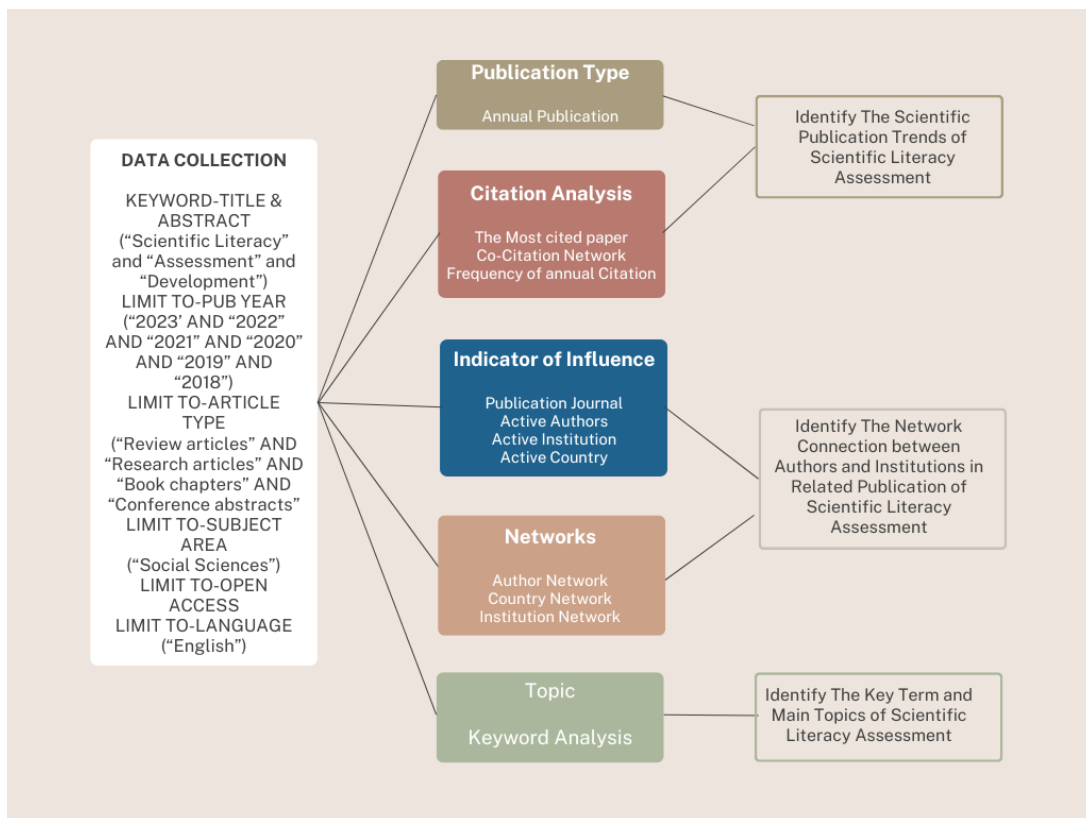 DATA COLLECTION
KEYWORD-TITLE &
ABSTRACT
(“Scientific Literacy”
and “Assessment” and
“Development”)
LIMIT TO-PUB YEAR
(“2023’ AND “2022”
AND “2021” AND “2020”
AND “2019” AND
“2018”)
LIMIT TO-ARTICLE
TYPE
(“Review articles” AND
“Research articles” AND
“Book chapters” AND
“Conference abstracts”
LIMIT TO-SUBJECT
AREA
(“Social Sciences”)
LIMIT TO-OPEN
ACCESS
LIMIT TO-LANGUAGE
(“English”)
Publication Type
Annual Publication
Citation Analysis
The Most cited paper
Co-Citation Network
Frequency of annual Citation
Indicator of Influence
Publication Journal
Active Authors
Active Institution
Active Country
Networks
Author Network
Country Network
Institution Network
Topic
Keyword Analysis
Identify The Scientific
Publication Trends of
Scientific Literacy
Assessment
Identify The Network
Connection between
Authors and Institutions in
Related Publication of
Scientific Literacy
Assessment
Identify The Key Term and
Main Topics of Scientific
Literacy Assessment